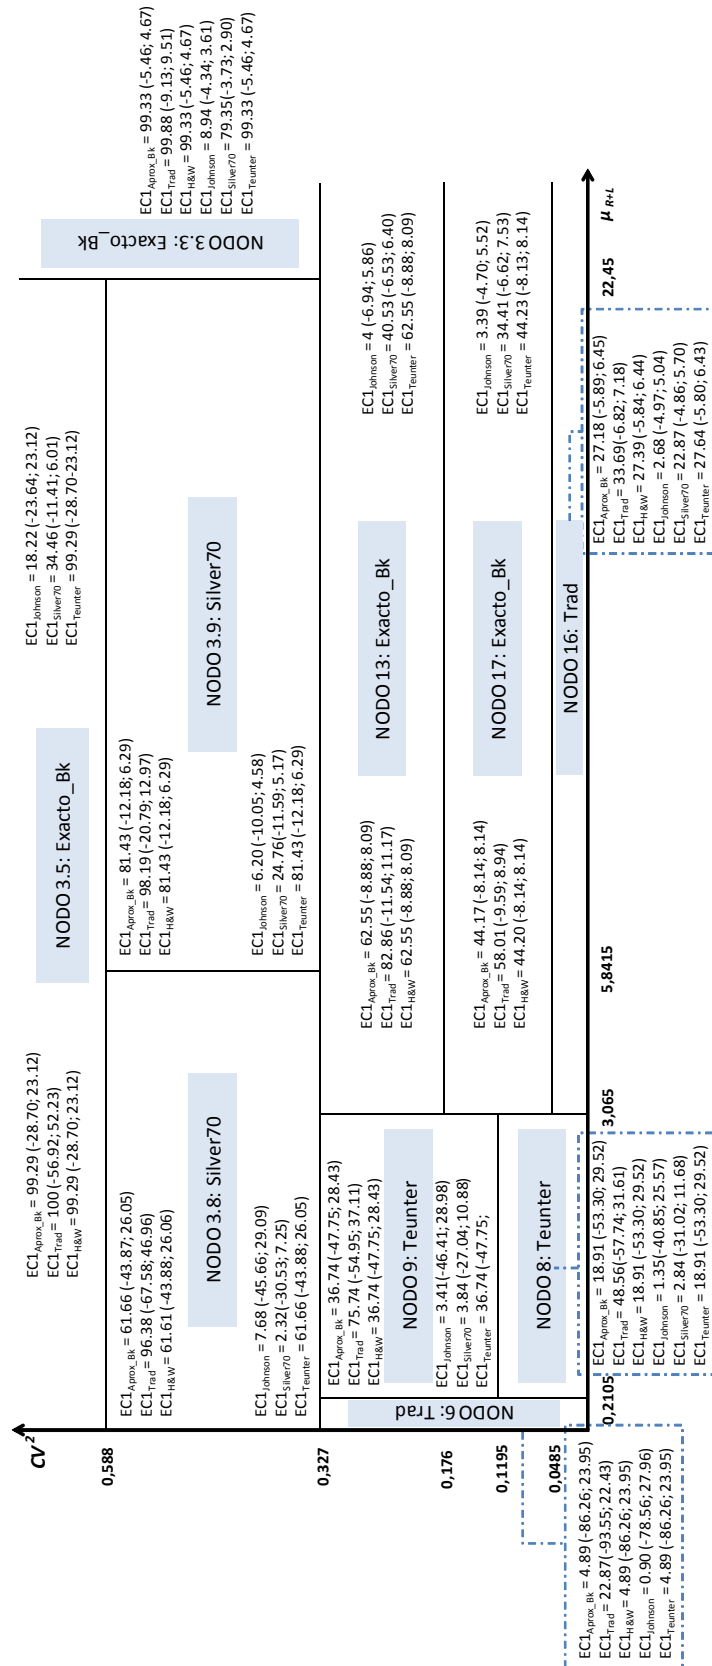 CV²
EC1Aprox_Bk = 99.29 (-28.70; 23.12)
EC1Trad = 100 (-56.92; 52.23)
EC1H&W = 99.29 (-28.70; 23.12)
NODO 3.5: Exacto_Bk
EC1Johnson = 18.22 (-23.64; 23.12)
EC1Silver70 = 34.46 (-11.41; 6.01)
EC1Teunter = 99.29 (-28.70-23.12)
NODO 3.3: Exacto_Bk
EC1Aprox_Bk = 99.33 (-5.46; 4.67)
EC1Trad = 99.88 (-9.13; 9.51)
EC1H&W = 99.33 (-5.46; 4.67)
EC1Johnson = 8.94 (-4.34; 3.61)
EC1Silver70 = 79.35(-3.73; 2.90)
EC1Teunter = 99.33 (-5.46; 4.67)
0,588
EC1Aprox_Bk = 61.66 (-43.87; 26.05)
EC1Trad = 96.38 (-67.58; 46.96)
EC1H&W = 61.61 (-43.88; 26.06)
NODO 3.8: Silver70
EC1Johnson = 7.68 (-45.66; 29.09)
EC1Silver70 = 2.32(-30.53; 7.25)
EC1Teunter = 61.66 (-43.88; 26.05)
EC1Aprox_Bk = 81.43 (-12.18; 6.29)
EC1Trad = 98.19 (-20.79; 12.97)
EC1H&W = 81.43 (-12.18; 6.29)
NODO 3.9: Silver70
EC1Johnson = 6.20 (-10.05; 4.58)
EC1Silver70 = 24.76(-11.59; 5.17)
EC1Teunter = 81.43 (-12.18; 6.29)
0,327
NODO 6: Trad
EC1Aprox_Bk = 36.74 (-47.75; 28.43)
EC1Trad = 75.74 (-54.95; 37.11)
EC1H&W = 36.74 (-47.75; 28.43)
NODO 9: Teunter
EC1Johnson = 3.41(-46.41; 28.98)
EC1Silver70 = 3.84 (-27.04; 10.88)
EC1Teunter = 36.74 (-47.75;
EC1Aprox_Bk = 62.55 (-8.88; 8.09)
EC1Trad = 82.86 (-11.54; 11.17)
EC1H&W = 62.55 (-8.88; 8.09)
NODO 13: Exacto_Bk
EC1Johnson = 4 (-6.94; 5.86)
EC1Silver70 = 40.53 (-6.53; 6.40)
EC1Teunter = 62.55 (-8.88; 8.09)
0,176
EC1Aprox_Bk = 44.17 (-8.14; 8.14)
EC1Trad = 58.01 (-9.59; 8.94)
EC1H&W = 44.20 (-8.14; 8.14)
NODO 17: Exacto_Bk
EC1Johnson = 3.39 (-4.70; 5.52)
EC1Silver70 = 34.41 (-6.62; 7.53)
EC1Teunter = 44.23 (-8.13; 8.14)
0,1195
NODO 8: Teunter
0,0485
NODO 16: Trad
0,2105
3,065
5,8415
22,45
μ R+L
EC1Aprox_Bk = 4.89 (-86.26; 23.95)
EC1Trad = 22.87(-93.55; 22.43)
EC1H&W = 4.89 (-86.26; 23.95)
EC1Johnson = 0.90 (-78.56; 27.96)
EC1Teunter = 4.89 (-86.26; 23.95)
EC1Aprox_Bk = 18.91 (-53.30; 29.52)
EC1Trad = 48.56(-57.74; 31.61)
EC1H&W = 18.91 (-53.30; 29.52)
EC1Johnson = 1.35(-40.85; 25.57)
EC1Silver70 = 2.84 (-31.02; 11.68)
EC1Teunter = 18.91 (-53.30; 29.52)
EC1Aprox_Bk = 27.18 (-5.89; 6.45)
EC1Trad = 33.69(-6.82; 7.18)
EC1H&W = 27.39 (-5.84; 6.44)
EC1Johnson = 2.68 (-4.97; 5.04)
EC1Silver70 = 22.87 (-4.86; 5.70)
EC1Teunter = 27.64 (-5.80; 6.43)